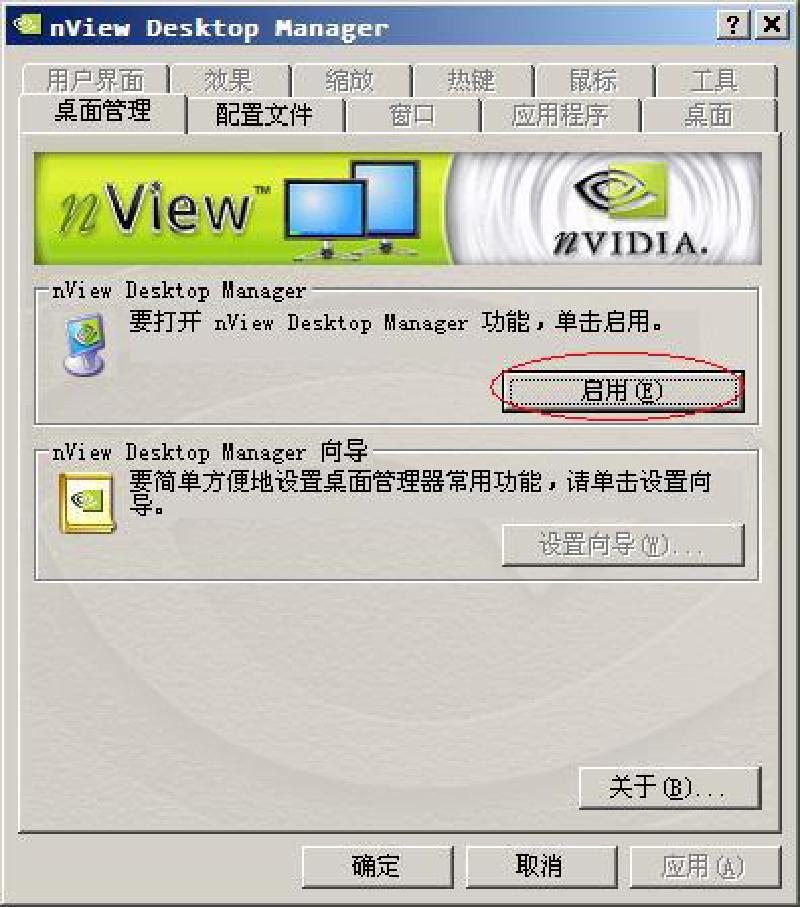 nView Desktop Manager
用户界面 效果 缩放 热键 鼠标 工具
桌面管理 配置文件 窗口 应用程序 桌面
nView™
nVIDIA.
nView Desktop Manager
要打开 nView Desktop Manager 功能，单击启用。
启用(E)
nView Desktop Manager 向导
要简单方便地设置桌面管理器常用功能，请单击设置向
导。
设置向导(W)...
关于(B)...
确定 取消 应用(A)